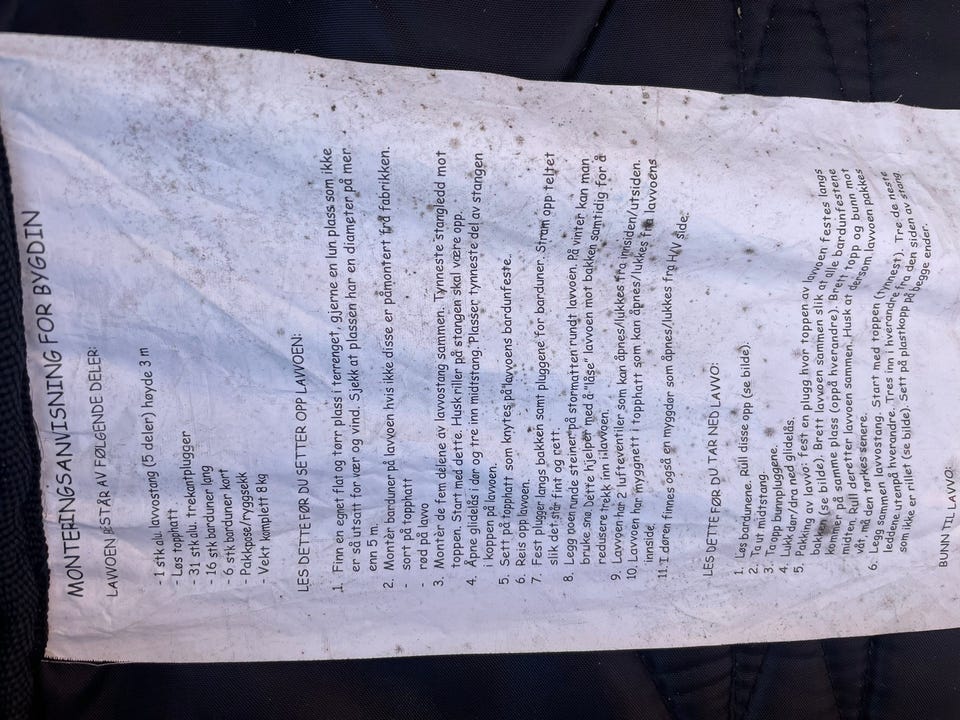 MONTERINGSANVISNING FOR BYGDIN
LAVVOEN BESTÅR AV FØLGENDE DELER:
- 1 stk alu. lavvostang (5 deler) høyde 3 m
- Løs topphatt
- 31 stk alu. trekantplugger
- 16 stk barduner lang
- 6 stk barduner kort
- Pakkpose/ryggsekk
- Vekt komplett 8kg
LES DETTE FØR DU SETTER OPP LAVVOEN:
1. Finn en egnet flat og tørr plass i terrenget, gjerne en lun plass som ikke
er så utsatt for vær og vind. Sjekk at plassen har en diameter på mer
enn 5 m.
2. Montèr barduner på lavvoen hvis ikke disse er påmontert fra fabrikken.
- sort på topphatt
- rød på lavvo
3. Montèr de fem delene av lavvostang sammen. Tynneste stangledd mot
toppen. Start med dette. Husk riller på stangen skal være opp.
4. Åpne glidelås i dør og tre inn midtstang. Plasser tynneste del av stangen
i koppen på lavvoen.
5. Sett på topphatt som knytes på lavvoens bardunfeste.
6. Reis opp lavvoen.
7. Fest plugger langs bakken samt pluggene for barduner. Stram opp teltet
slik det står fint og rett.
8. Legg noen runde steiner på stormatten rundt lavvoen. På vinter kan man
bruke snø. Dette hjelper med å "låse" lavvoen mot bakken samtidig for å
redusere trekk inn i lavvoen.
9. Lavvoen har 2 lufteventiler som kan åpnes/lukkes fra innsiden/utsiden.
10. Lavvoen har myggnett i topphatt som kan åpnes/lukkes fra lavvoens
innside.
11. I døren finnes også en myggdør som åpnes/lukkes fra H/V side.
LES DETTE FØR DU TAR NED LAVVO:
1. Løs bardunene. Rull disse opp (se bilde).
2. Ta ut midtstang.
3. Ta opp bunnpluggene.
4. Lukk dør/dra ned glidelås.
5. Pakking av lavvo: fest en plugg hvor toppen av lavvoen festes langs
bakken (se bilde). Brett lavvoen sammen slik at alle bardunfestene
kommer på samme plass (oppå hverandre). Brett lavvoen sammen mot
midten. Rull deretter lavvoen sammen. Husk at dersom lavvoen pakkes
våt, må den tørkes senere.
6. Legg sammen lavvostang. Start med toppen (tynnest). Tre de neste
leddene utenpå hverandre. Tres inn i hverandre fra den siden av stang
som ikke er rillet (se bilde). Sett på plastkopp på begge ender.
BUNN TIL LAVVO: